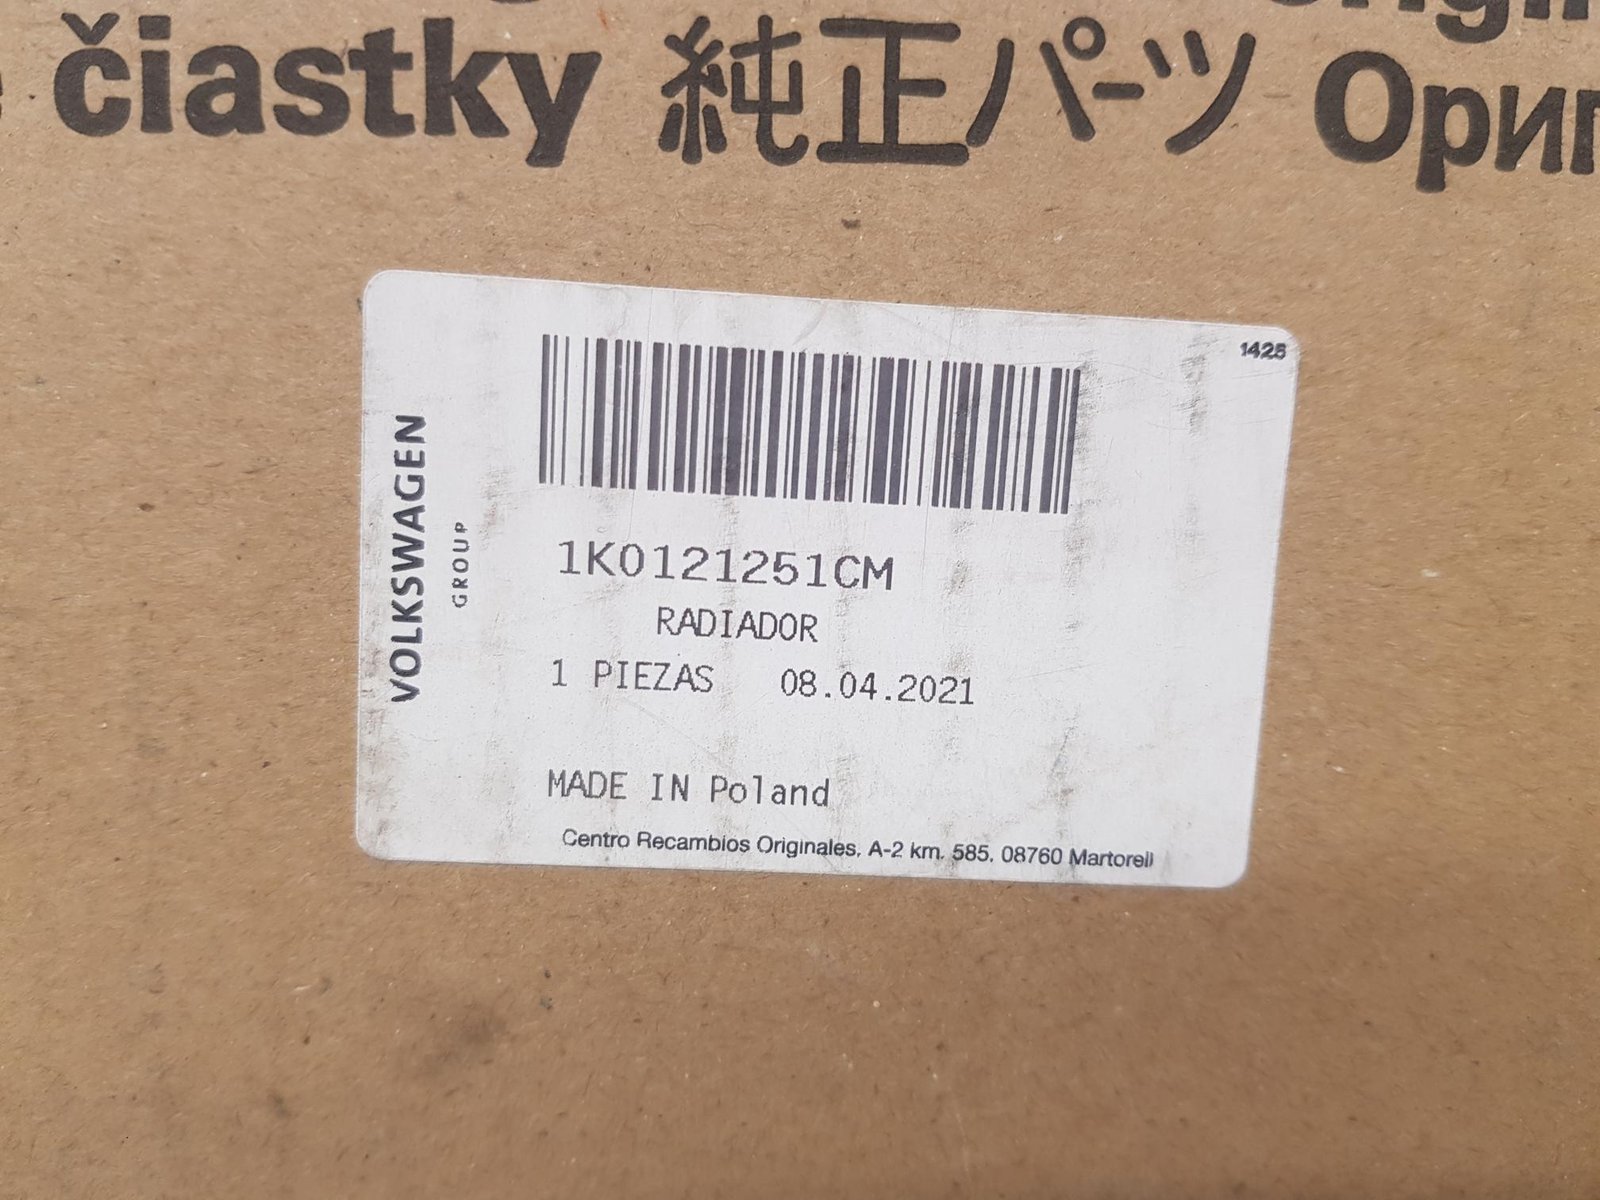 čiastky 純正パーツ
1425
VOLKSWAGEN
GROUP
1K0121251CM
RADIADOR
1 PIEZAS 08.04.2021
MADE IN Poland
Centro Recambios Originales, A-2 km. 585, 08760 Martorell